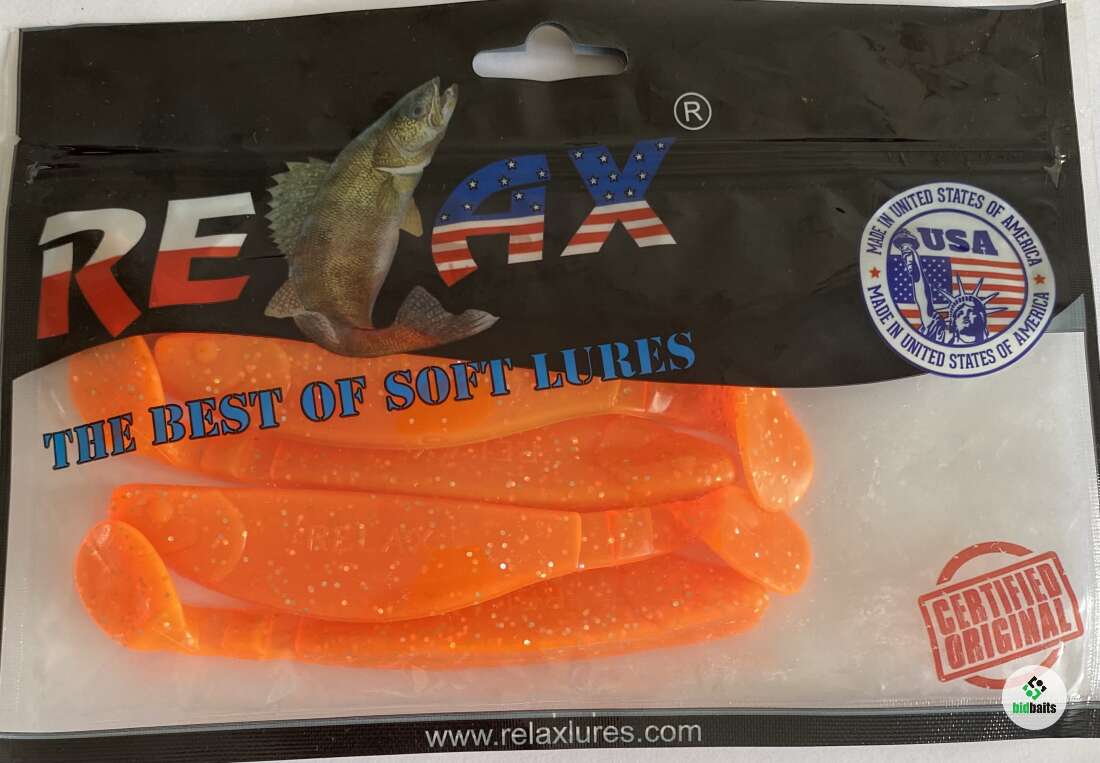 RELAX ®
THE BEST OF SOFT LURES
MADE IN UNITED STATES OF AMERICA
USA
MADE IN UNITED STATES OF AMERICA
RELAX
CERTIFIED
ORIGINAL
bidbaits
www.relaxlures.com